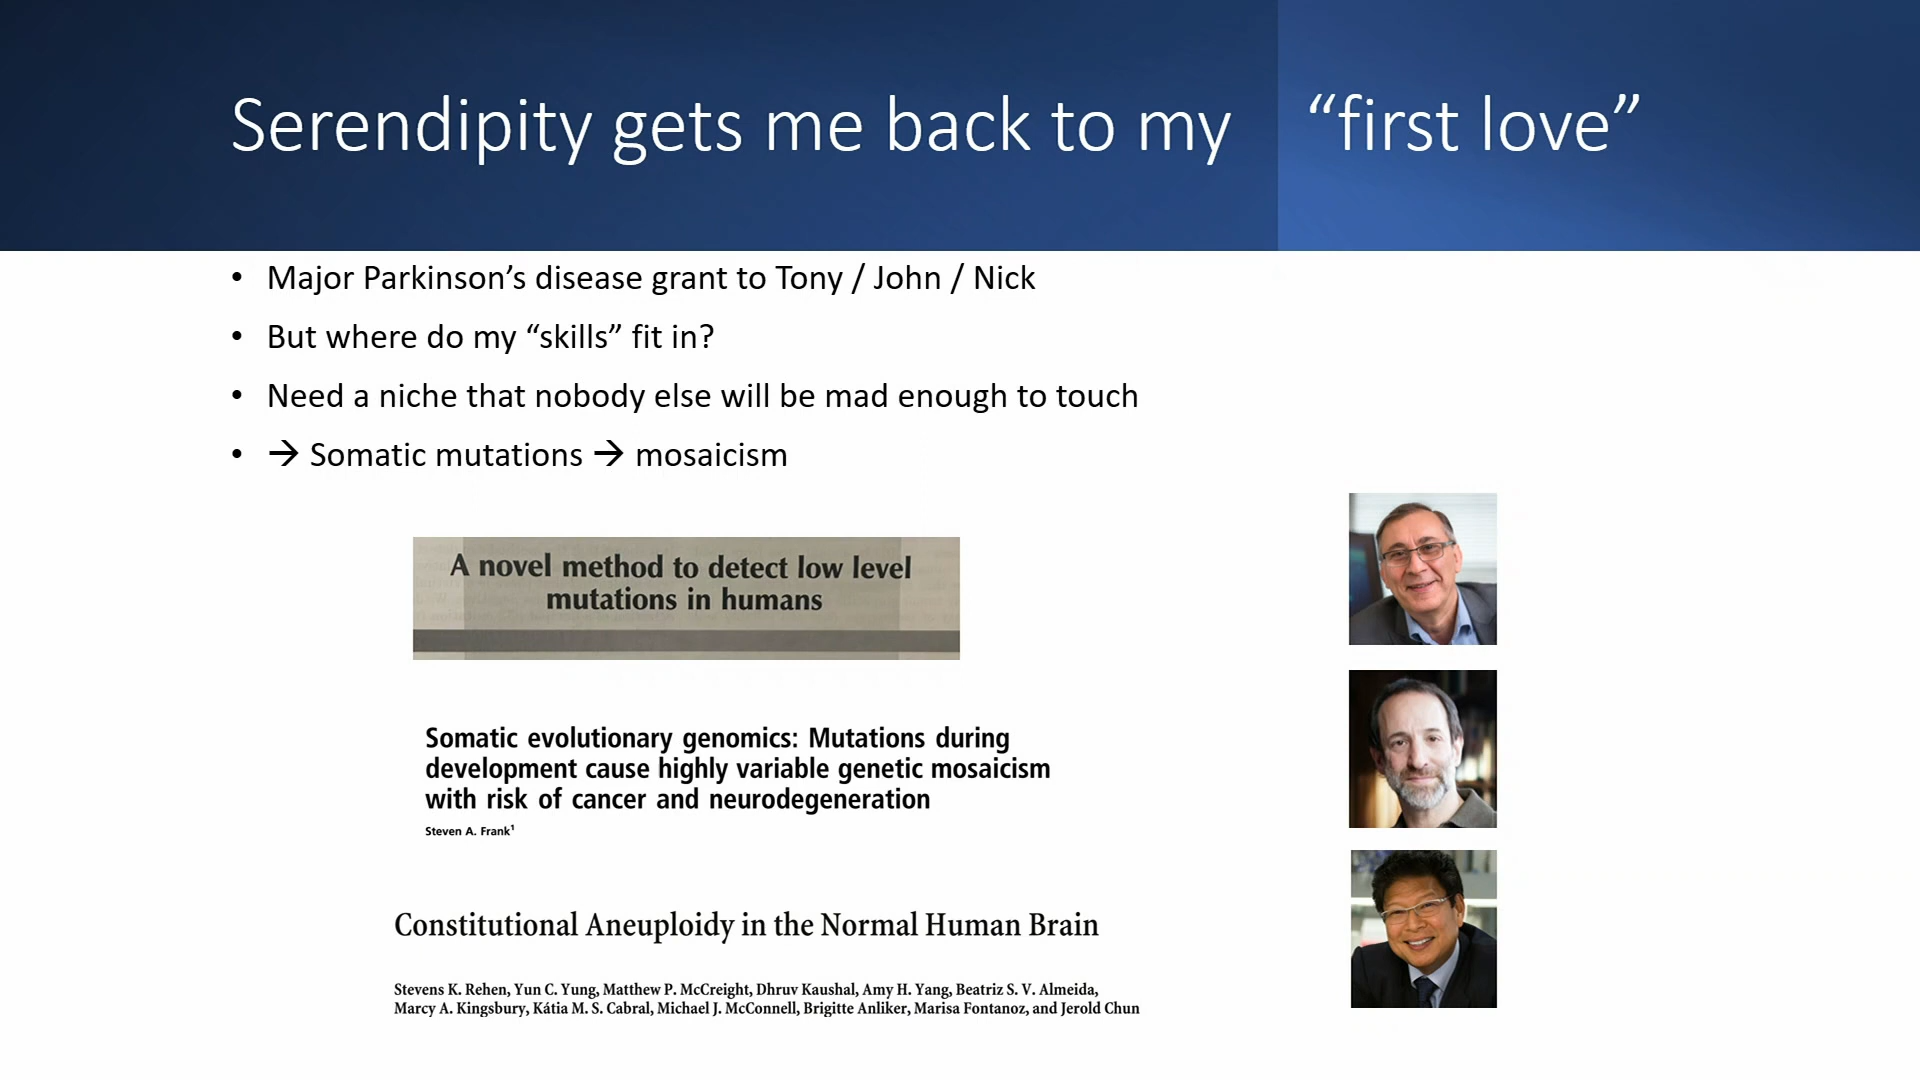 Serendipity gets me back to my “first love”
• Major Parkinson’s disease grant to Tony / John / Nick
• But where do my “skills” fit in?
• Need a niche that nobody else will be mad enough to touch
• → Somatic mutations → mosaicism
A novel method to detect low level
mutations in humans
Somatic evolutionary genomics: Mutations during
development cause highly variable genetic mosaicism
with risk of cancer and neurodegeneration
Steven A. Frank¹
Constitutional Aneuploidy in the Normal Human Brain
Stevens K. Rehen, Yun C. Yung, Matthew P. McCreight, Dhruv Kaushal, Amy H. Yang, Beatriz S. V. Almeida,
Marcy A. Kingsbury, Kátia M. S. Cabral, Michael J. McConnell, Brigitte Anliker, Marisa Fontanoz, and Jerold Chun